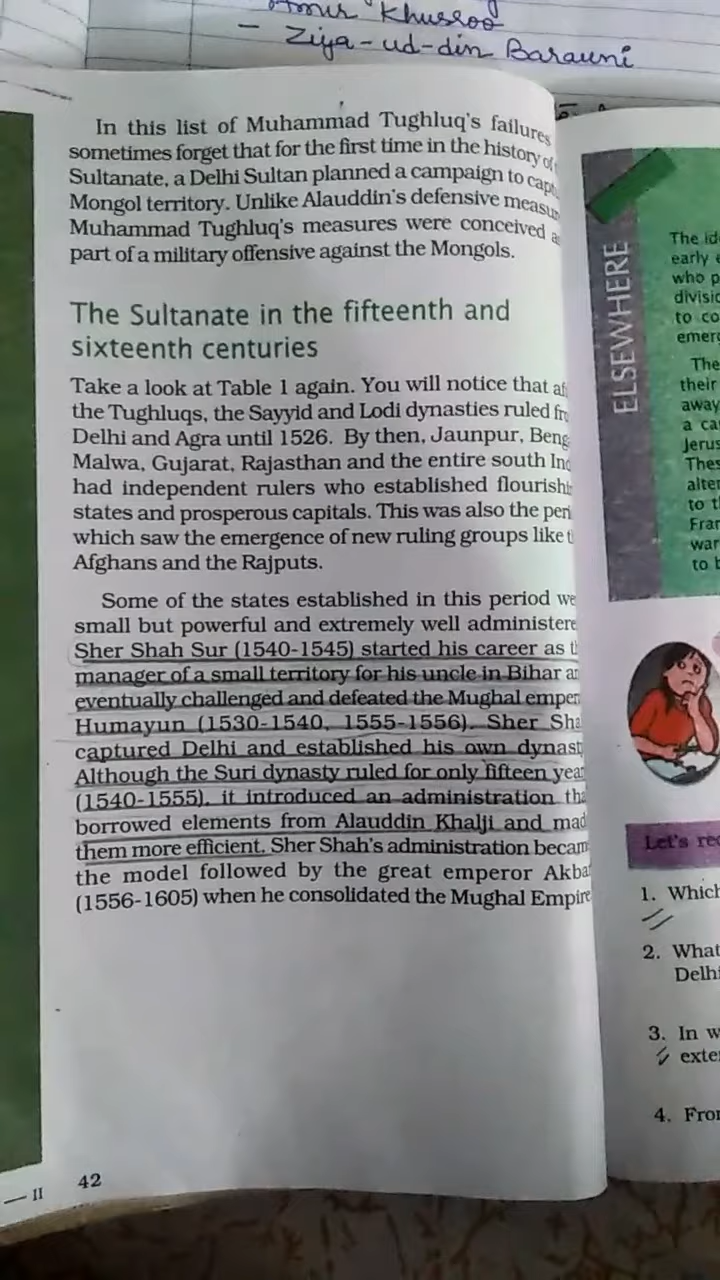 Amir Khusroo
- Ziya-ud-din Barauni
In this list of Muhammad Tughluq's failures
sometimes forget that for the first time in the history of
Sultanate, a Delhi Sultan planned a campaign to capt
Mongol territory. Unlike Alauddin's defensive measu
Muhammad Tughluq's measures were conceived a
part of a military offensive against the Mongols.
The Sultanate in the fifteenth and
sixteenth centuries
Take a look at Table 1 again. You will notice that af
the Tughluqs, the Sayyid and Lodi dynasties ruled fr
Delhi and Agra until 1526. By then, Jaunpur, Beng
Malwa, Gujarat, Rajasthan and the entire south Ind
had independent rulers who established flourishi
states and prosperous capitals. This was also the peri
which saw the emergence of new ruling groups like t
Afghans and the Rajputs.
Some of the states established in this period we
small but powerful and extremely well administere
Sher Shah Sur (1540-1545) started his career as t
manager of a small territory for his uncle in Bihar an
eventually challenged and defeated the Mughal emper
Humayun (1530-1540, 1555-1556). Sher Sha
captured Delhi and established his own dynast
Although the Suri dynasty ruled for only fifteen year
(1540-1555), it introduced an administration tha
borrowed elements from Alauddin Khalji and mad
them more efficient. Sher Shah's administration becam
the model followed by the great emperor Akbar
(1556-1605) when he consolidated the Mughal Empire
42
— II
ELSEWHERE
The id
early e
who p
divisio
to co
emerg
The
their
away
a ca
Jerus
Thes
alter
to t
Fran
war
to b
Let's rec
1. Which
2. What
Delhi
3. In w
exte
4. From